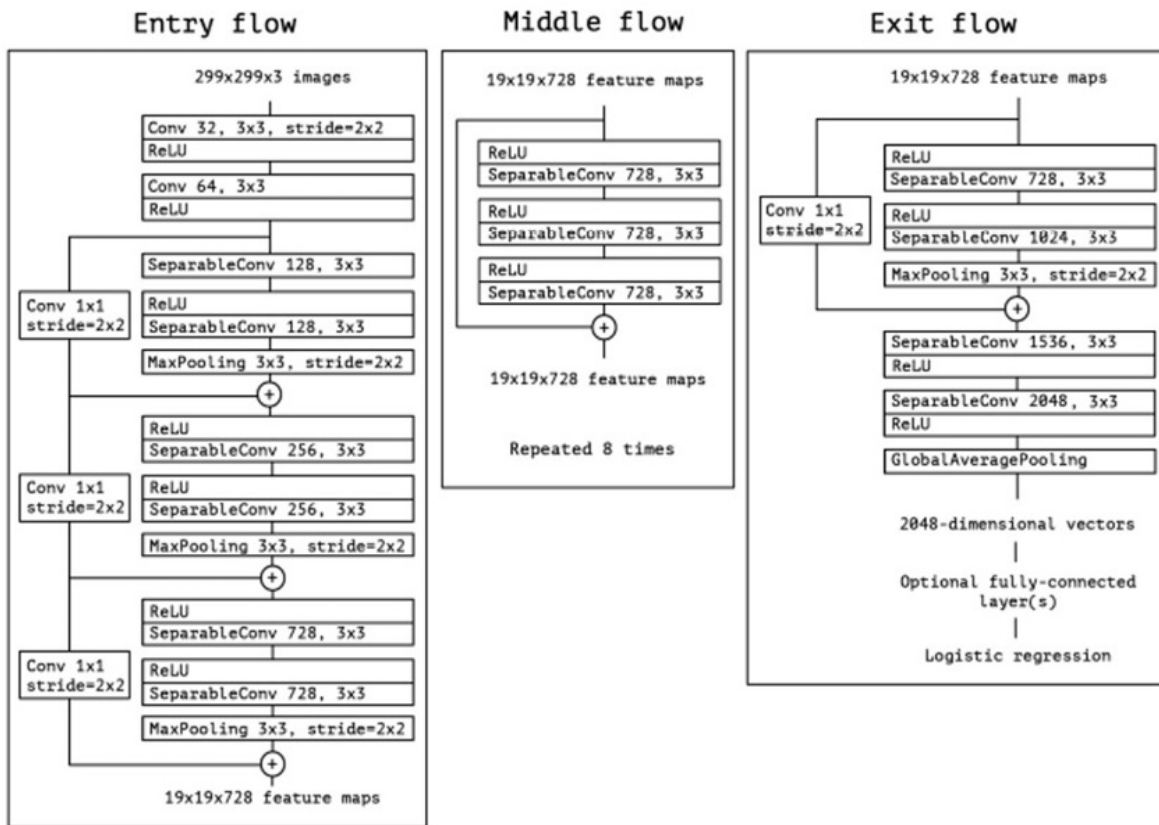 Entry flow
299x299x3 images
Conv 32, 3x3, stride=2x2
ReLU
Conv 64, 3x3
ReLU
SeparableConv 128, 3x3
Conv 1x1
stride=2x2
ReLU
SeparableConv 128, 3x3
MaxPooling 3x3, stride=2x2
+
ReLU
SeparableConv 256, 3x3
Conv 1x1
stride=2x2
ReLU
SeparableConv 256, 3x3
MaxPooling 3x3, stride=2x2
+
ReLU
SeparableConv 728, 3x3
Conv 1x1
stride=2x2
ReLU
SeparableConv 728, 3x3
MaxPooling 3x3, stride=2x2
+
19x19x728 feature maps
Middle flow
19x19x728 feature maps
ReLU
SeparableConv 728, 3x3
ReLU
SeparableConv 728, 3x3
ReLU
SeparableConv 728, 3x3
+
19x19x728 feature maps
Repeated 8 times
Exit flow
19x19x728 feature maps
ReLU
SeparableConv 728, 3x3
Conv 1x1
stride=2x2
ReLU
SeparableConv 1024, 3x3
MaxPooling 3x3, stride=2x2
+
SeparableConv 1536, 3x3
ReLU
SeparableConv 2048, 3x3
ReLU
GlobalAveragePooling
2048-dimensional vectors
Optional fully-connected
layer(s)
Logistic regression